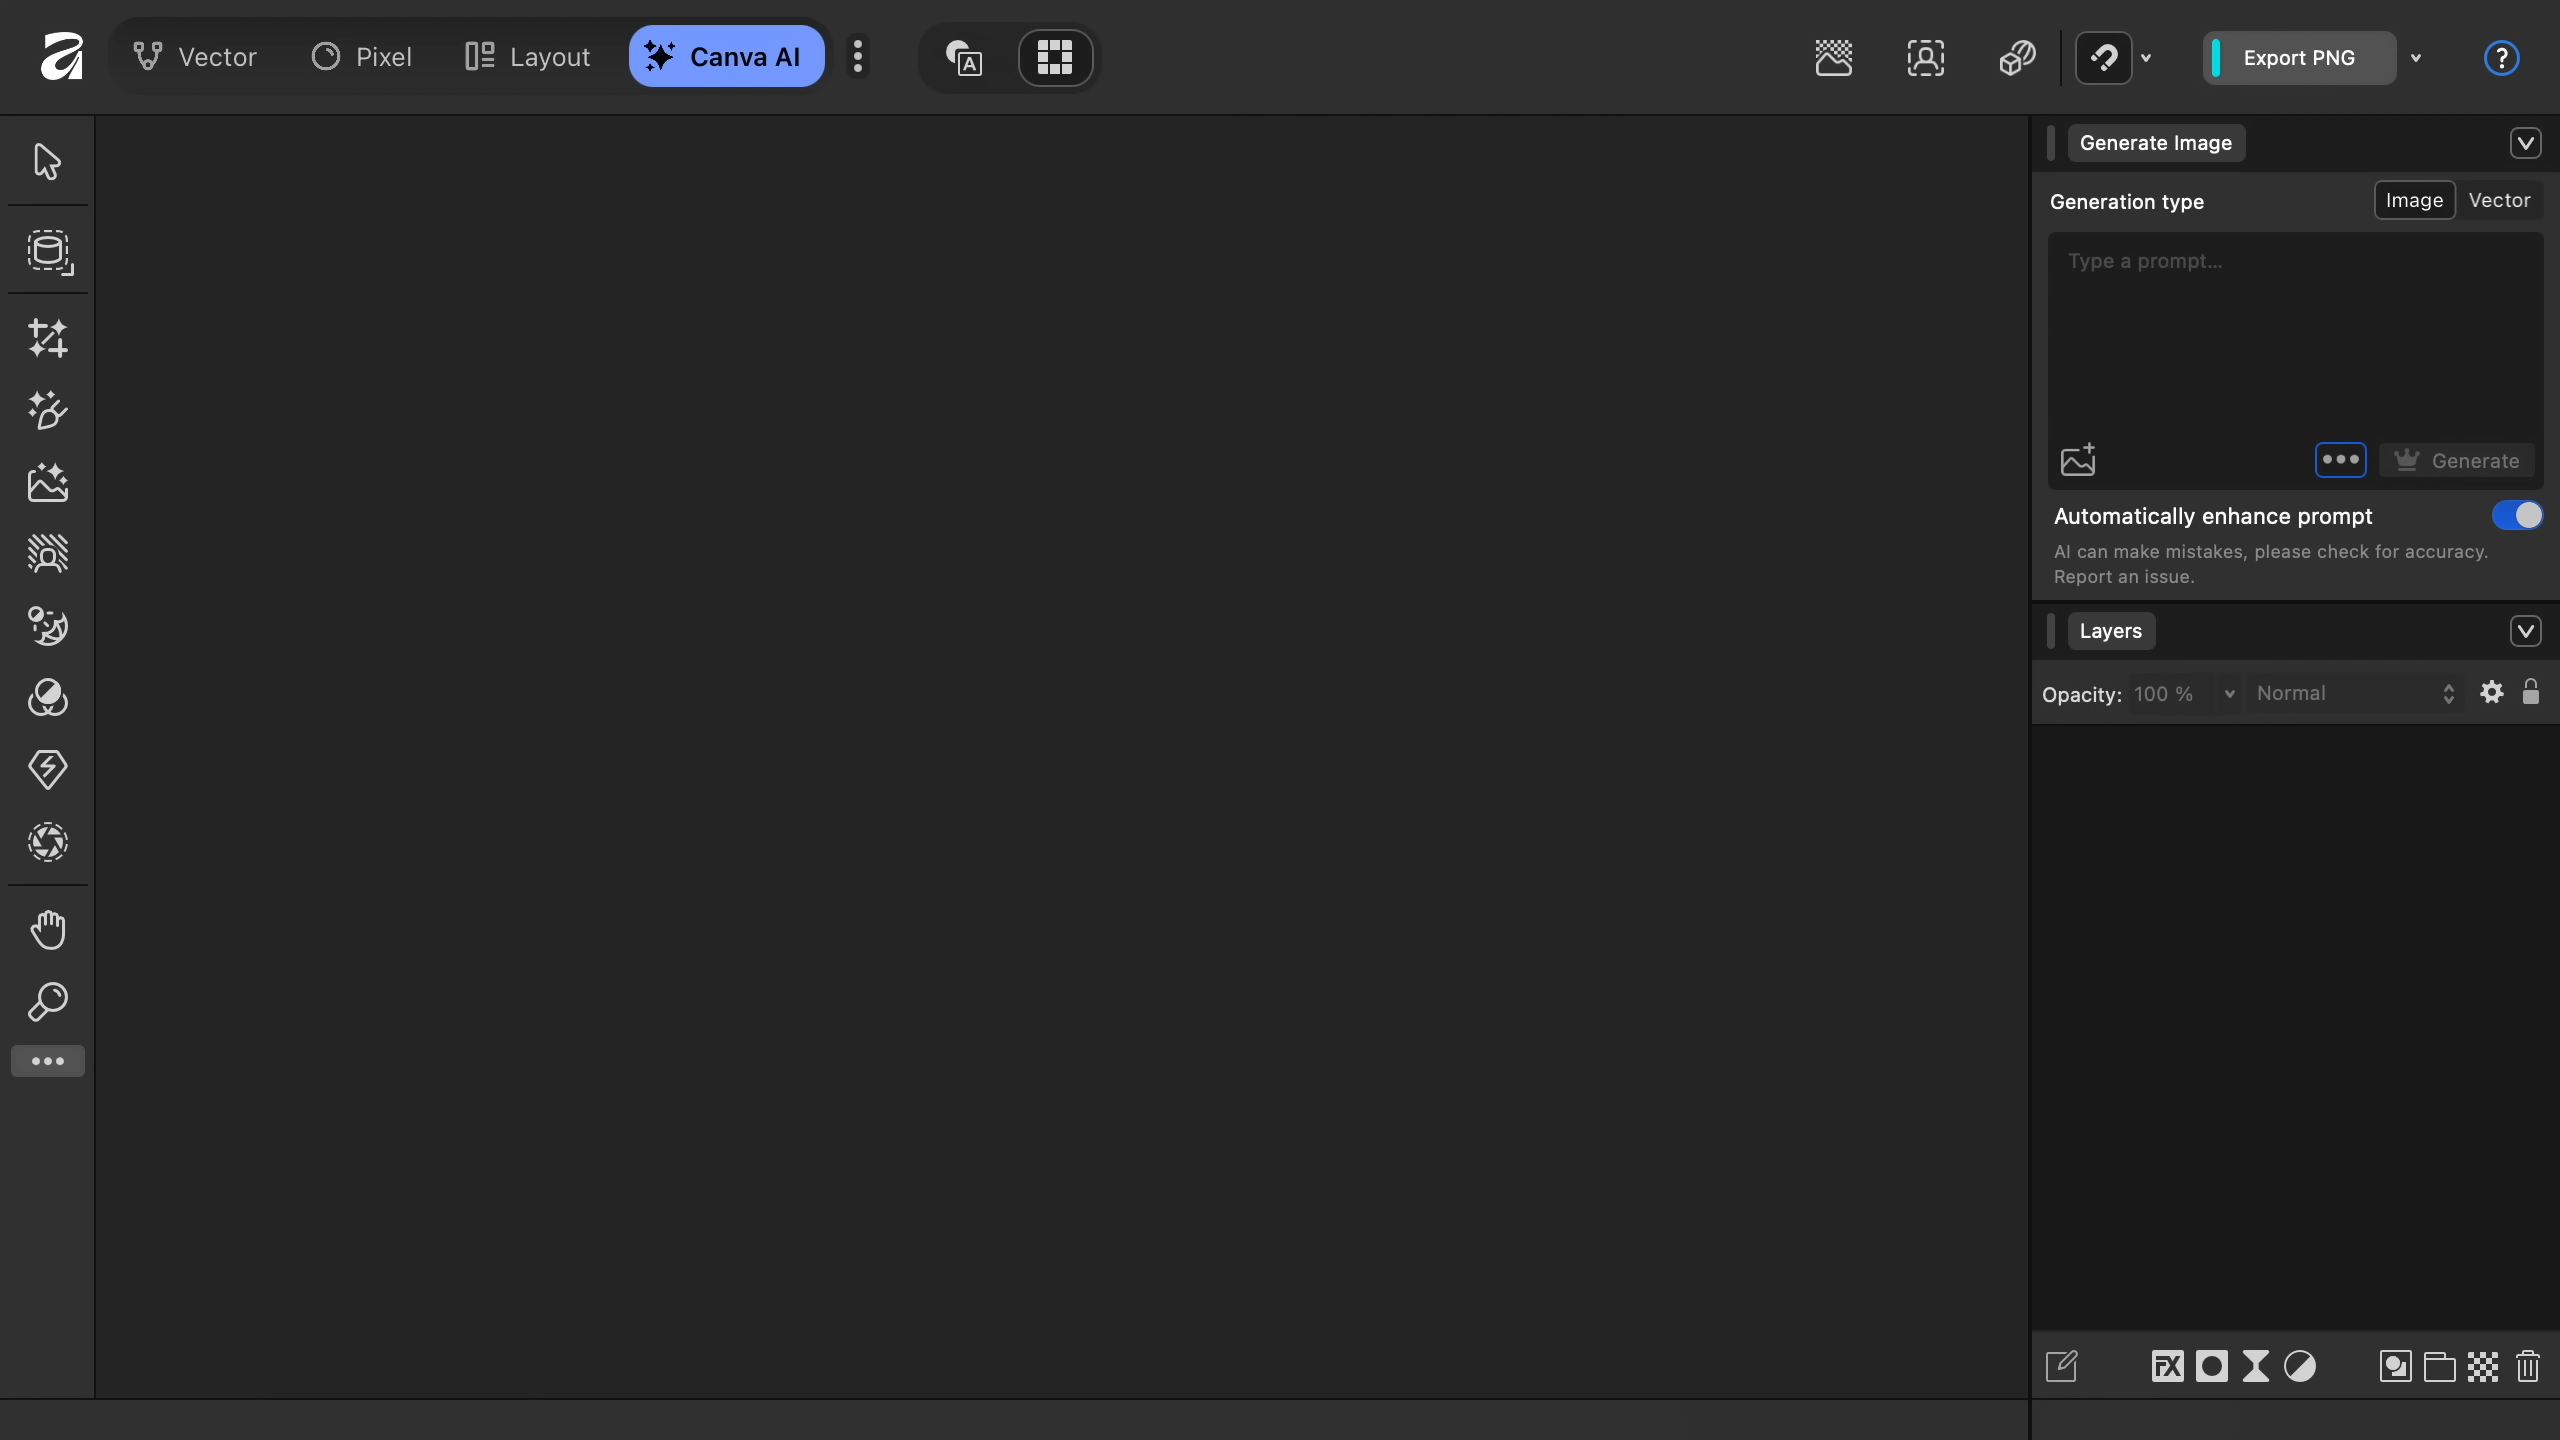 Vector
Pixel
Layout
Canva AI
A
Export PNG
?
Generate Image
Generation type
Image
Vector
Type a prompt...
Generate
Automatically enhance prompt
AI can make mistakes, please check for accuracy.
Report an issue.
Layers
Opacity: 100 %
Normal
FX